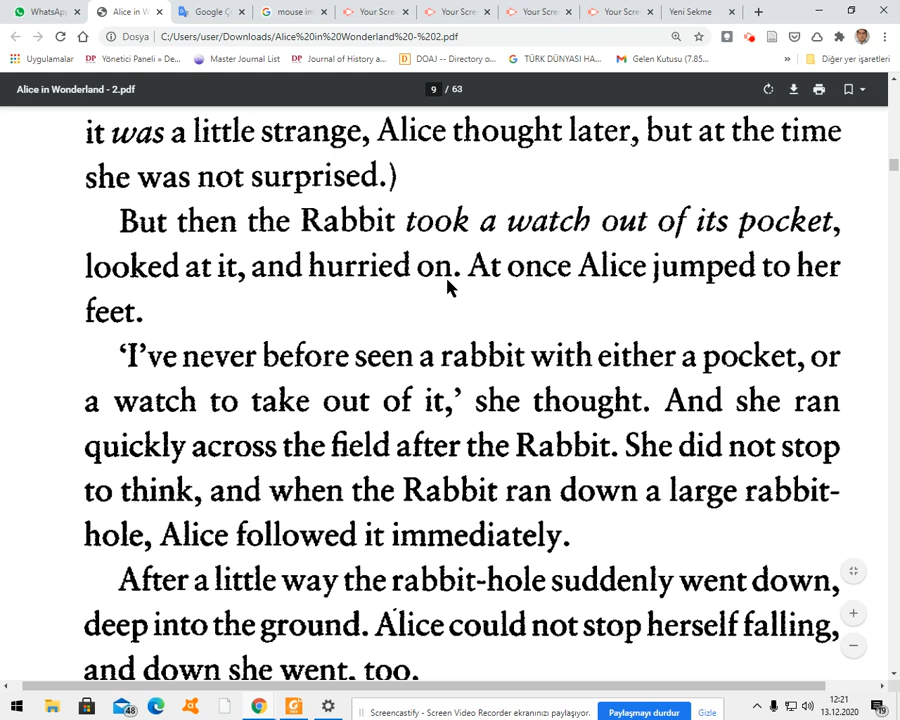 WhatsApp
Alice in W
Google Ç
mouse im
Your Scre
Your Scre
Your Scre
Your Scre
Yeni Sekme
Dosya C:/Users/user/Downloads/Alice%20in%20Wonderland%20-%202.pdf
Uygulamalar
DP Yönetici Paneli » De...
Master Journal List
DP Journal of History a...
D DOAJ -- Directory o...
G TÜRK DÜNYASI HA...
Gelen Kutusu (7.85...
» Diğer yer işaretleri
Alice in Wonderland - 2.pdf
9 / 63
it was a little strange, Alice thought later, but at the time
she was not surprised.)
But then the Rabbit took a watch out of its pocket,
looked at it, and hurried on. At once Alice jumped to her
feet.
‘I’ve never before seen a rabbit with either a pocket, or
a watch to take out of it,’ she thought. And she ran
quickly across the field after the Rabbit. She did not stop
to think, and when the Rabbit ran down a large rabbit-
hole, Alice followed it immediately.
After a little way the rabbit-hole suddenly went down,
deep into the ground. Alice could not stop herself falling,
and down she went, too.
48
Screencastify - Screen Video Recorder ekranınızı paylaşıyor.
Paylaşmayı durdur
Gizle
12:21
13.12.2020
19